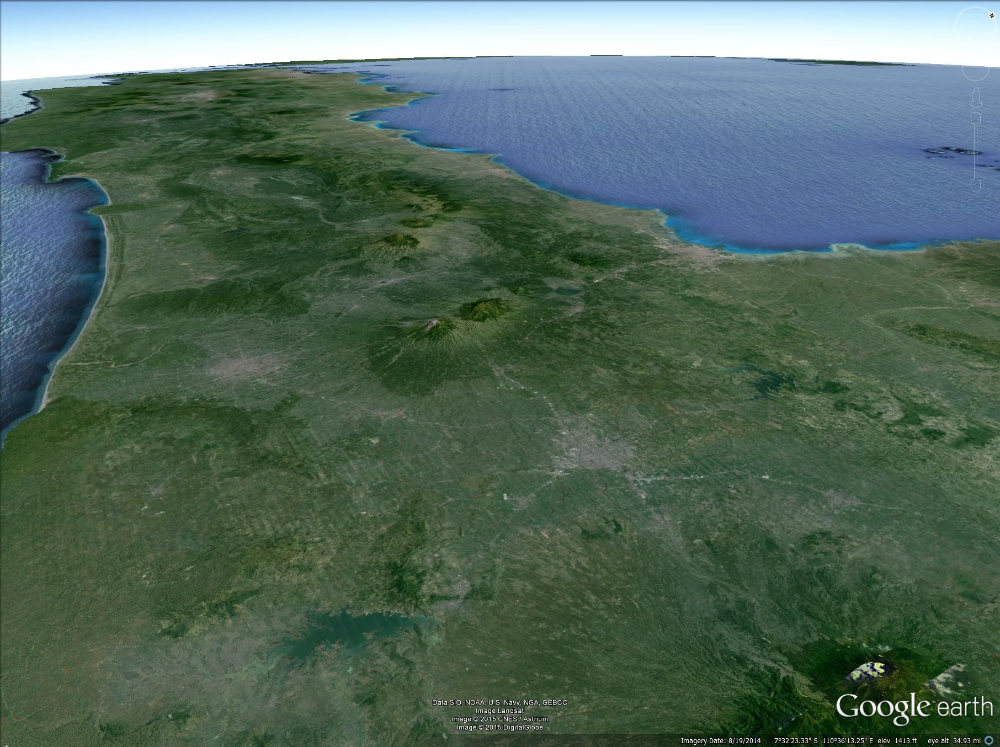 N
Data SIO, NOAA, U.S. Navy, NGA, GEBCO
Image Landsat
Image © 2015 CNES / Astrium
Image © 2015 DigitalGlobe
Google™ earth
Imagery Date: 8/19/2014 7°32'23.33" S 110°36'13.25" E elev 1413 ft eye alt 34.93 mi